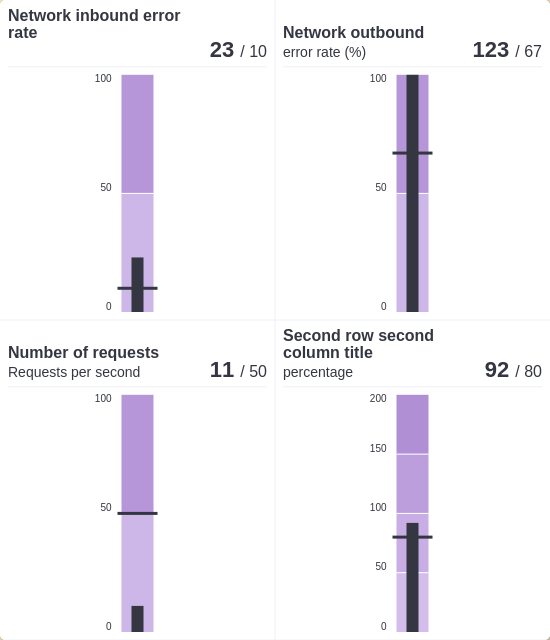 Network inbound error
rate
23 / 10
100
50
0
Network outbound
error rate (%)
123 / 67
100
50
0
Number of requests
Requests per second
11 / 50
100
50
0
Second row second
column title
percentage
92 / 80
200
150
100
50
0